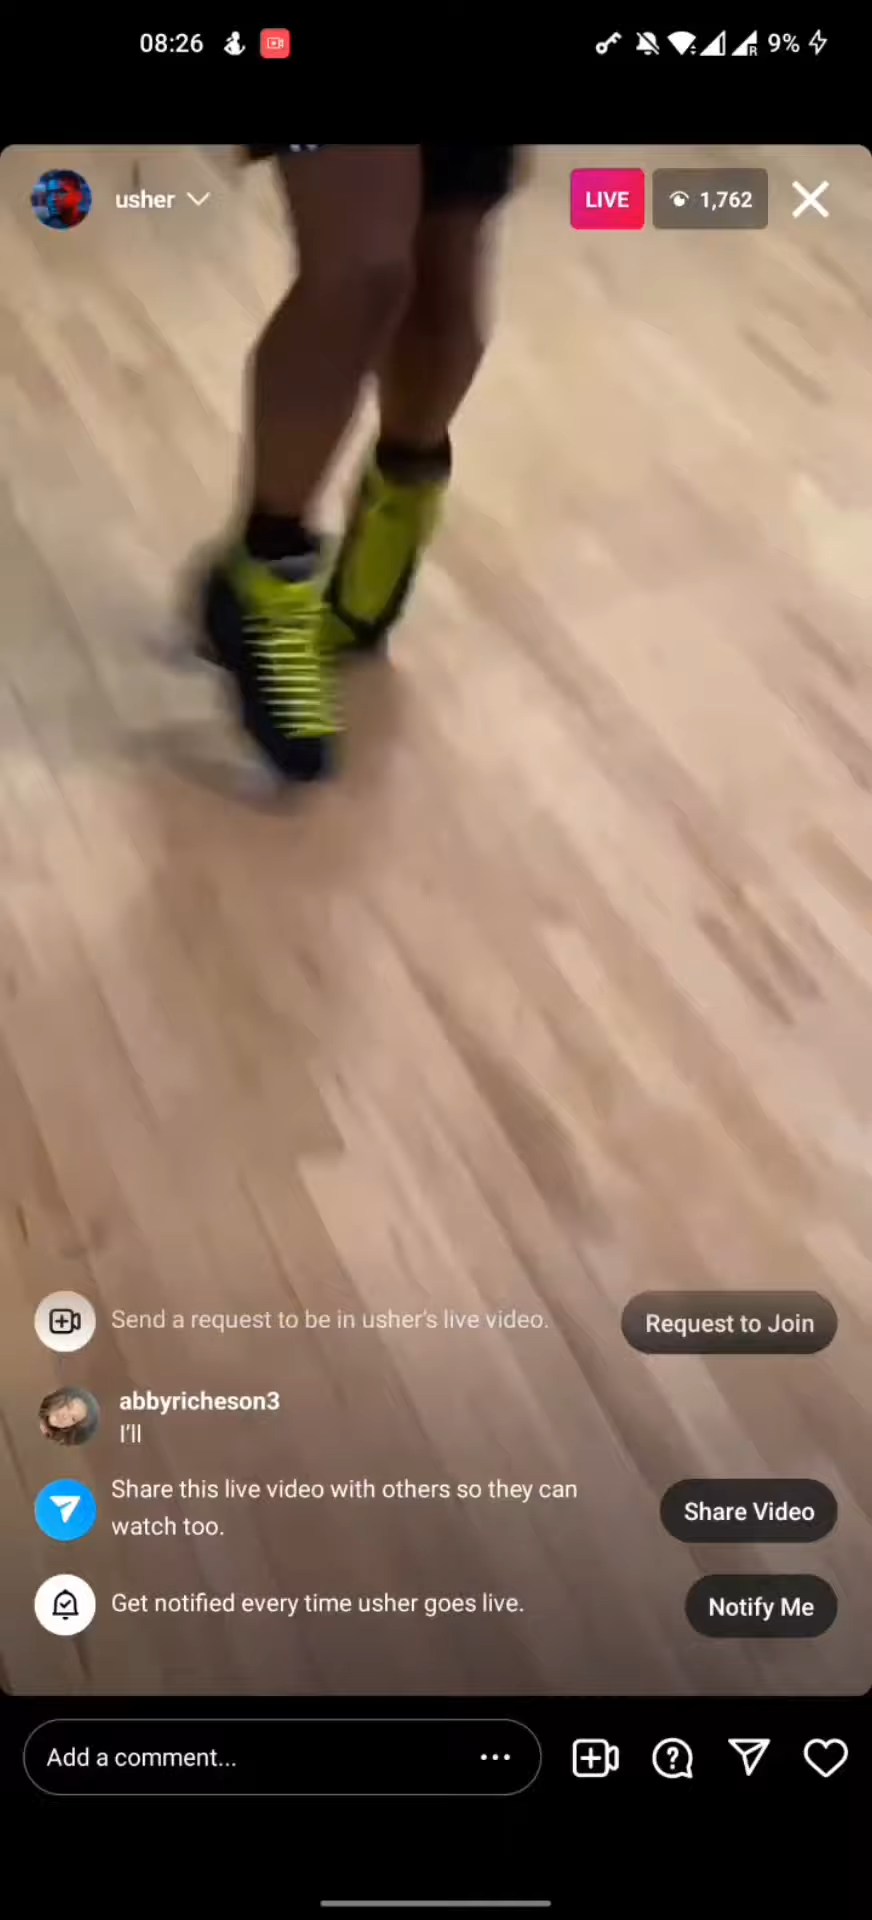 08:26
9%
usher
LIVE
1,762
Send a request to be in usher's live video.
Request to Join
abbyricheson3
I'll
Share this live video with others so they can
watch too.
Share Video
Get notified every time usher goes live.
Notify Me
Add a comment...